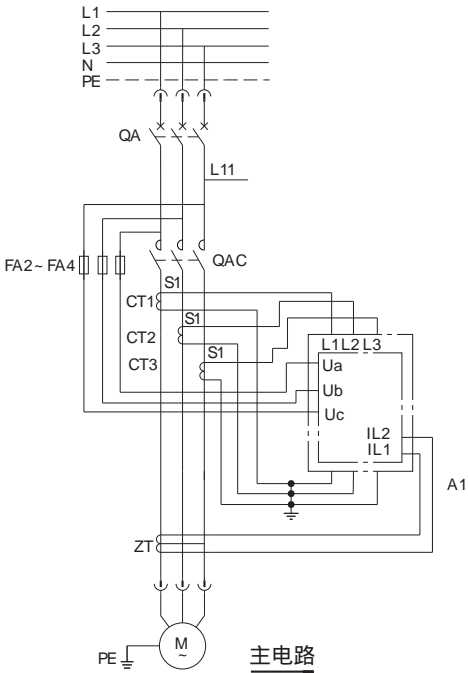 L1
L2
L3
N
PE
QA
L11
FA2~FA4
QAC
S1
CT1
S1
CT2
S1
CT3
L1 L2 L3
Ua
Ub
Uc
IL2
IL1
A1
ZT
M
~
PE
主电路